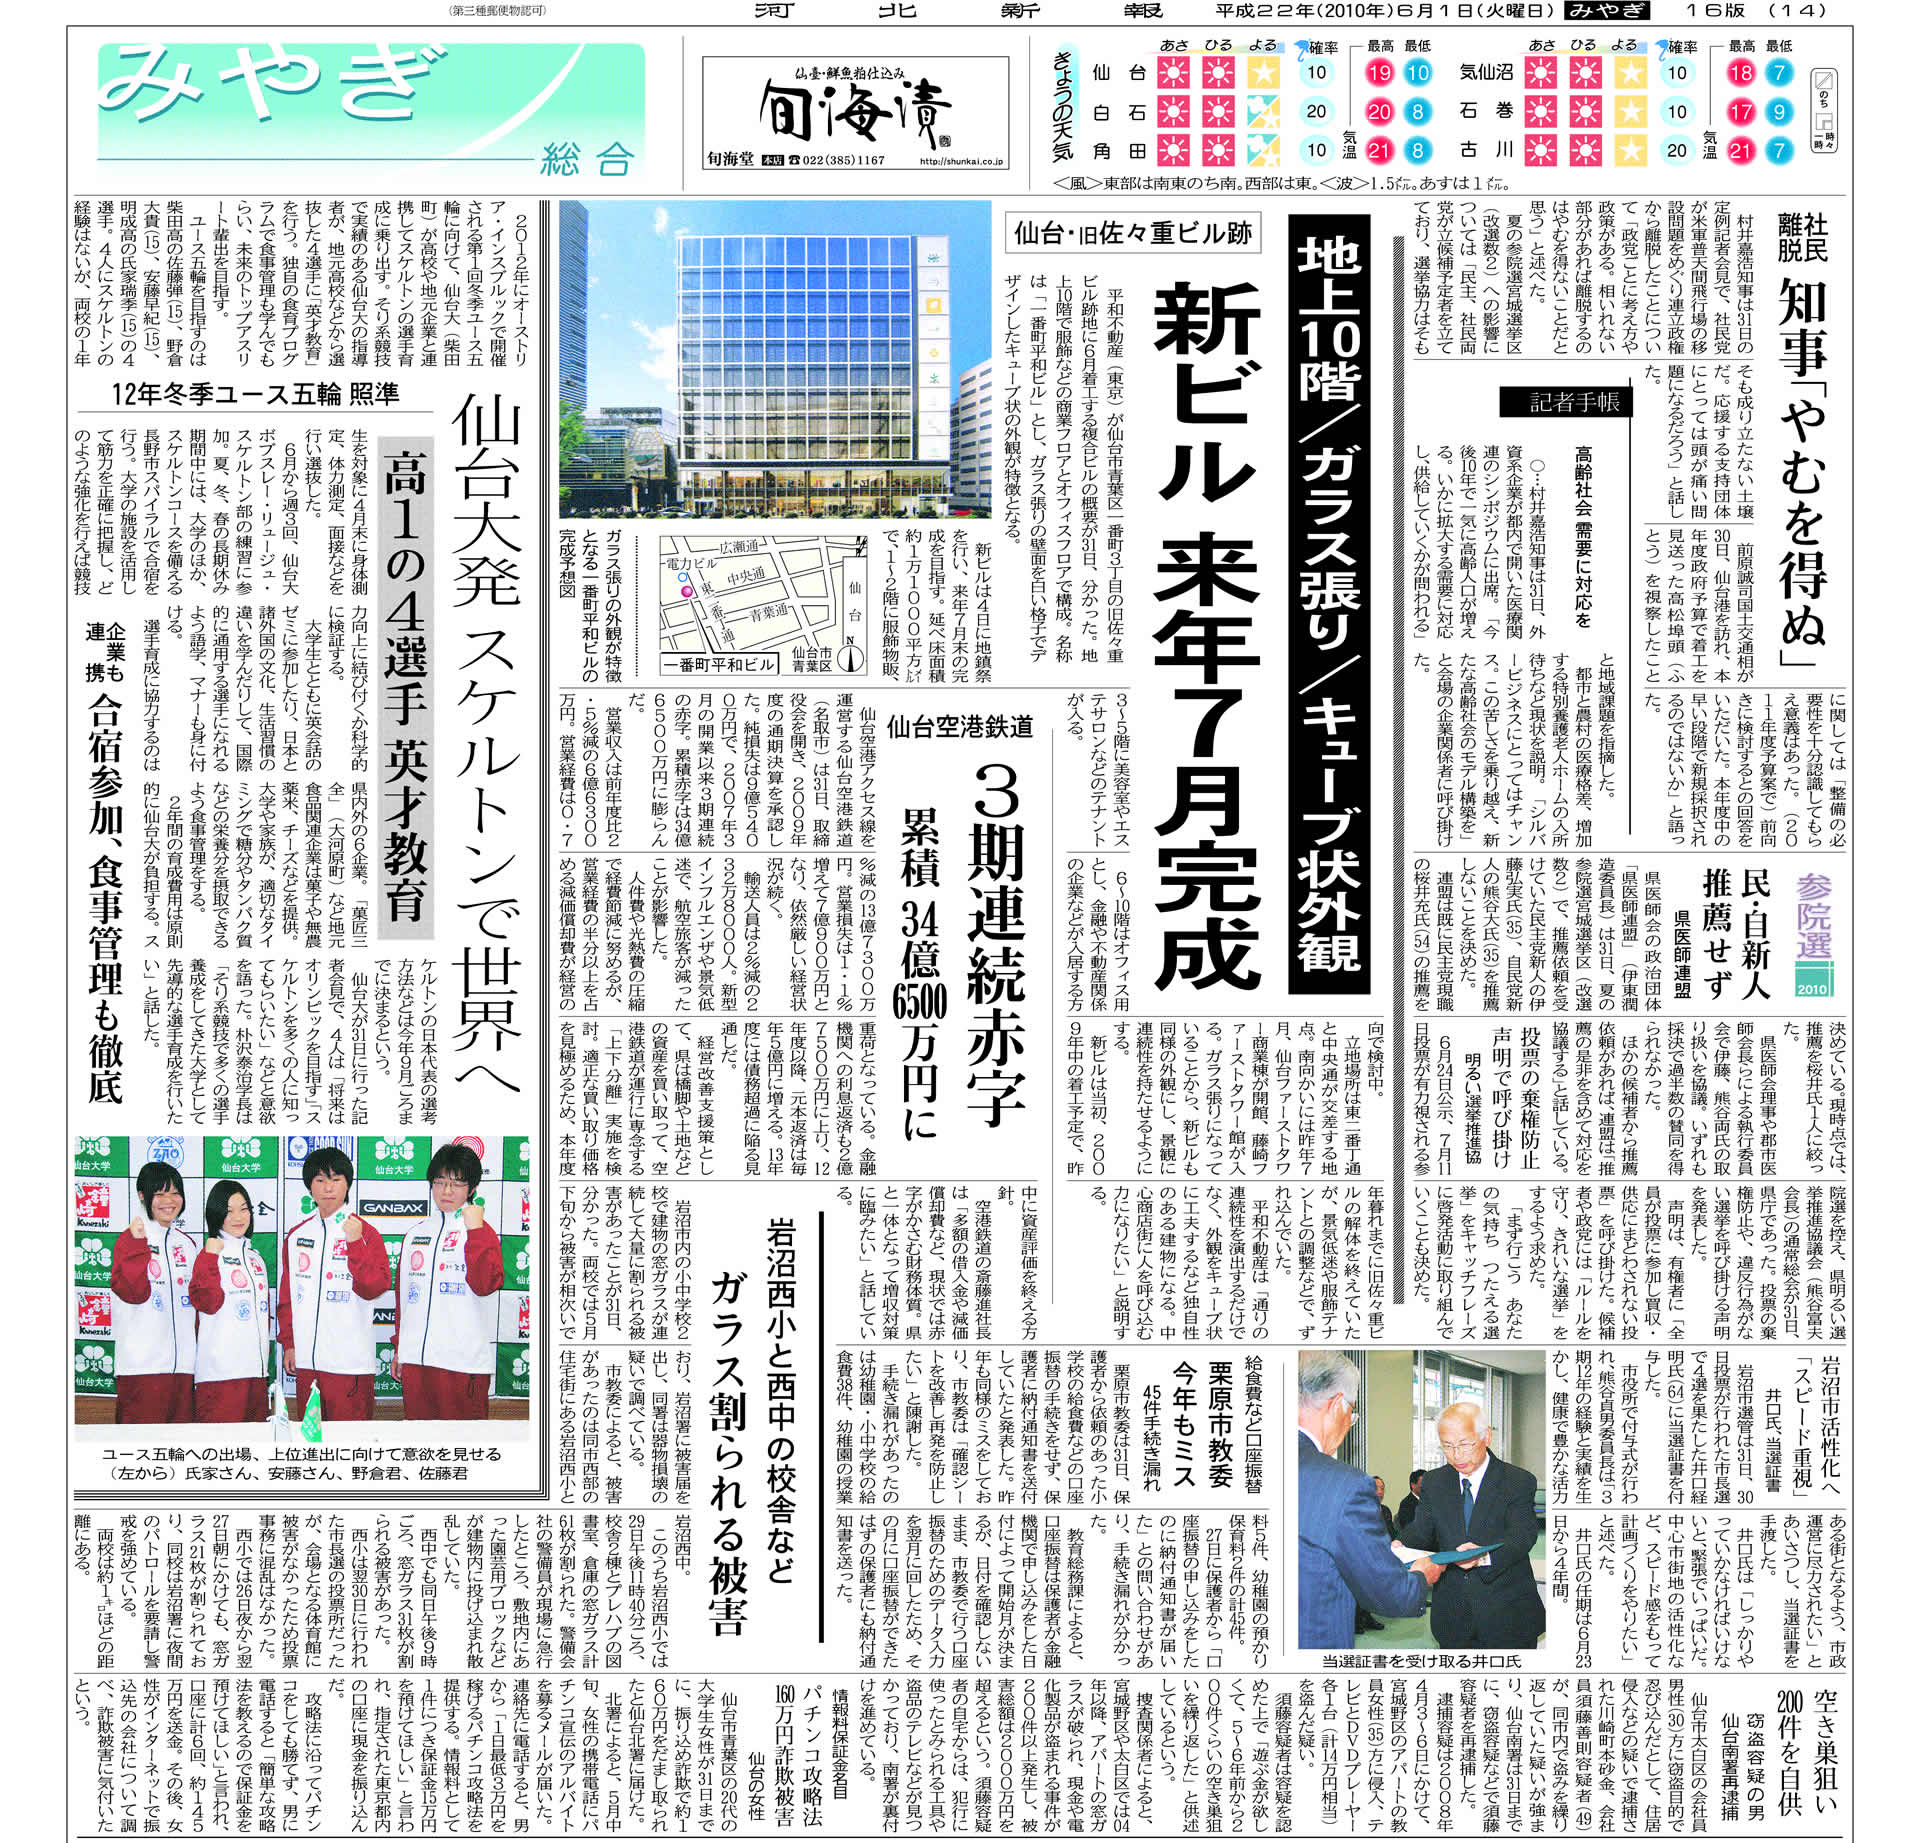 (第三種郵便物認可)
河北新報
平成22年(2010年)6月1日(火曜日)
みやぎ
16版 (14)
みやぎ
総合
仙臺・鮮魚粕仕込み
旬海漬
旬海堂 本店 ☎022(385)1167
http://shunkai.co.jp
きょうの天気
あさ ひる よる 確率 最高 最低
仙台 10 19 10
白石 20 20 8
角田 10 21 8
気温
あさ ひる よる 確率 最高 最低
気仙沼 10 18 7
石巻 10 17 9
古川 20 21 7
気温
のち
一時
時々
<風>東部は南東のち南。西部は東。<波>1.5㍍。あすは1㍍。
社民離脱
知事「やむを得ぬ」
村井嘉浩知事は31日の
定例記者会見で、社民党
が米軍普天間飛行場の移
設問題をめぐり連立政権
から離脱したことについ
て「政党ごとに考え方や
政策がある。相いれない
部分があれば離脱するの
はやむを得ないことだと
思う」と述べた。
夏の参院選宮城選挙区
(改選数2)への影響に
ついては「民主、社民両
党が立候補予定者を立て
ており、選挙協力はそも
そも成り立たない土壌
だ。応援する支持団体
にとっては頭が痛い問
題になるだろう」と話し
た。
前原誠司国土交通相が
30日、仙台港を訪れ、本
年度政府予算で着工を
見送った高松埠頭(ふ
とう)を視察したこと
に関しては「整備の必
要性を十分認識してもら
え意義はあった。(20
11年度予算案で)前向
きに検討するとの回答を
いただいた。本年度中の
早い段階で新規採択され
るのではないか」と語っ
た。
記者手帳
高齢社会 需要に対応を
○…村井嘉浩知事は31日、外
資系企業が都内で開いた医療関
連のシンポジウムに出席。「今
後10年で一気に高齢人口が増え
る。いかに拡大する需要に対応
し、供給していくかが問われる」
と地域課題を指摘した。
都市と農村の医療格差、増加
する特別養護老人ホームの入所
待ちなど現状を説明。「シルバ
ービジネスにとってはチャン
ス。この苦しさを乗り越え、新
たな高齢社会のモデル構築を」
と会場の企業関係者に呼び掛け
た。
参院選
2010
民・自新人
推薦せず
県医師連盟
県医師会の政治団体
「県医師連盟」(伊東潤
造委員長)は31日、夏の
参院選宮城選挙区(改選
数2)で、推薦依頼を受
けていた民主党新人の伊
藤弘実氏(35)、自民党新
人の熊谷大氏(35)を推薦
しないことを決めた。
連盟は既に民主党現職
の桜井充氏(54)の推薦を
決めている。現時点では、
推薦を桜井氏1人に絞っ
た。
県医師会理事や郡市医
師会長らによる執行委員
会で伊藤、熊谷両氏の取
り扱いを協議。いずれも
採決で過半数の賛同を得
られなかった。
ほかの候補者から推薦
依頼があれば、連盟は「推
薦の是非を含めて対応を
協議する」と話している。
投票の棄権防止
声明で呼び掛け
明るい選挙推進協
6月24日公示、7月11
日投票が有力視される参
院選を控え、県明るい選
挙推進協議会(熊谷富夫
会長)の通常総会が31日、
県庁であった。投票の棄
権防止や、違反行為がな
い選挙を呼び掛ける声明
を発表した。
声明は、有権者に「全
員が投票に参加し買収・
供応にまどわされない投
票」を呼び掛けた。候補
者や政党には「ルールを
守り、きれいな選挙」を
するよう求めた。
「まず行こう あなた
の気持ち つたえる選
挙」をキャッチフレーズ
に啓発活動に取り組んで
いくことも決めた。
地上10階/ガラス張り/キューブ状外観
新ビル 来年7月完成
仙台・旧佐々重ビル跡
平和不動産(東京)が仙台市青葉区一番町3丁目の旧佐々重
ビル跡地に6月着工する複合ビルの概要が31日、分かった。地
上10階で服飾などの商業フロアとオフィスフロアで構成。名称
は「一番町平和ビル」とし、ガラス張りの壁面を白い格子でデ
ザインしたキューブ状の外観が特徴となる。
新ビルは4日に地鎮祭
を行い、来年7月末の完
成を目指す。延べ床面積
約1万1000平方㍍
で、1〜2階に服飾物販、
3〜5階に美容室やエス
テサロンなどのテナント
が入る。
6〜10階はオフィス用
とし、金融や不動産関係
の企業などが入居する方
向で検討中。
立地場所は東二番丁通
と中央通が交差する地
点。南向かいには昨年7
月、仙台ファーストタワ
ー商業棟が開館、藤崎フ
ァーストタワー館が入
る。ガラス張りになって
いることから、新ビルも
同様の外観にし、景観に
連続性を持たせるように
する。
新ビルは当初、200
9年中の着工予定で、昨
年暮れまでに旧佐々重ビ
ルの解体を終えていた
が、景気低迷や服飾テナ
ントとの調整などで、ず
れ込んでいた。
平和不動産は「通りの
連続性を演出するだけで
なく、外観をキューブ状
に工夫するなど独自性
のある建物になる。中
心商店街に人を呼び込む
力になりたい」と説明す
る。
広瀬通
電力ビル
中央通
東二番丁通
青葉通
仙台
仙台市
青葉区
N
一番町平和ビル
ガラス張りの外観が特徴
となる一番町平和ビルの
完成予想図
仙台空港鉄道
3期連続赤字
累積 34億6500万円に
仙台空港アクセス線を
運営する仙台空港鉄道
(名取市)は31日、取締
役会を開き、2009年
度の通期決算を承認し
た。純損失は9億540
0万円で、2007年3
月の開業以来3期連続
の赤字。累積赤字は34億
6500万円に膨らん
だ。
営業収入は前年度比2
・5%減の6億6300
万円。営業経費は0・7
%減の13億7300万
円。営業損失は1・1%
増えて7億900万円と
なり、依然厳しい経営状
況が続く。
輸送人員は2%減の2
32万8000人。新型
インフルエンザや景気低
迷で、航空旅客が減った
ことが影響した。
人件費や光熱費の圧縮
で経費節減に努めるが、
営業経費の半分以上を占
める減価償却費が経営の
重荷となっている。金融
機関への利息返済も2億
7500万円に上り、12
年度以降、元本返済は毎
年5億円に増える。13年
度には債務超過に陥る見
通しだ。
経営改善支援策とし
て、県は橋脚や土地など
の資産を買い取って、空
港鉄道が運行に専念する
「上下分離」実施を検
討。適正な買い取り価格
を見極めるため、本年度
中に資産評価を終える方
針。
空港鉄道の斎藤進社長
は「多額の借入金や減価
償却費など、現状では赤
字がかさむ財務体質。県
と一体となって増収対策
に臨みたい」と話してい
る。
2012年にオーストリ
ア・インスブルックで開催
される第1回冬季ユース五
輪に向けて、仙台大(柴田
町)が高校や地元企業と連
携してスケルトンの選手育
成に乗り出す。そり系競技
で実績のある仙台大の指導
者が、地元高校などから選
抜した4選手に「英才教育」
を行う。独自の食育プログ
ラムで食事管理も学んでも
らい、未来のトップアスリ
ート輩出を目指す。
ユース五輪を目指すのは
柴田高の佐藤弾(15)、野倉
大貴(15)、安藤早紀(15)、
明成高の氏家瑞季(15)の4
選手。4人にスケルトンの
経験はないが、両校の1年
12年冬季ユース五輪 照準
仙台大発 スケルトンで世界へ
高1の4選手 英才教育
生を対象に4月末に身体測
定、体力測定、面接などを
行い選抜した。
6月から週3回、仙台大
ボブスレー・リュージュ・
スケルトン部の練習に参
加。夏、冬、春の長期休み
期間中には、大学のほか、
スケルトンコースを備える
長野市スパイラルで合宿を
行う。大学の施設を活用し
て筋力を正確に把握し、ど
のような強化を行えば競技
力向上に結び付くか科学的
に検証する。
大学生とともに英会話の
ゼミに参加したり、日本と
諸外国の文化、生活習慣の
違いを学んだりして、国際
的に通用する選手になれる
よう語学、マナーも身に付
ける。
選手育成に協力するのは
県内外の6企業。「菓匠三
全」(大河原町)など地元
食品関連企業は菓子や無農
薬米、チーズなどを提供。
大学や家族が、適切なタイ
ミングで糖分やタンパク質
などの栄養分を摂取できる
よう食事管理をする。
2年間の育成費用は原則
的に仙台大が負担する。ス
ケルトンの日本代表の選考
方法などは今年9月ごろま
でに決まるという。
仙台大が31日に行った記
者会見で、4人は「将来は
オリンピックを目指す」「ス
ケルトンを多くの人に知っ
てもらいたい」などと意欲
を語った。朴沢泰治学長は
「そり系競技で多くの選手
養成をしてきた大学として
先導的な選手育成を行いた
い」と話した。
企業も連携
合宿参加、食事管理も徹底
仙台大学
GANBAX
Kanezaki
ユース五輪への出場、上位進出に向けて意欲を見せる
(左から)氏家さん、安藤さん、野倉君、佐藤君
岩沼西小と西中の校舎など
ガラス割られる被害
岩沼市内の小中学校2
校で建物の窓ガラスが連
続して大量に割られる被
害があったことが31日、
分かった。両校では5月
下旬から被害が相次いで
おり、岩沼署に被害届を
出し、同署は器物損壊の
疑いで調べている。
市教委によると、被害
があったのは同市西部の
住宅街にある岩沼西小と
岩沼西中。
このうち岩沼西小では
29日午後11時40分ごろ、
校舎2棟とプレハブの図
書室、倉庫の窓ガラス計
61枚が割られた。警備会
社の警備員が現場に急行
したところ、敷地内にあ
った園芸用ブロックなど
が建物内に投げ込まれ散
乱していた。
西中でも同日午後9時
ごろ、窓ガラス31枚が割
られる被害があった。
西小は翌30日に行われ
た市長選の投票所だった
が、会場となる体育館に
被害がなかったため投票
事務に混乱はなかった。
西小では26日夜から翌
27日朝にかけても、窓ガ
ラス21枚が割られてお
り、同校は岩沼署に夜間
のパトロールを要請し警
戒を強めている。
両校は約1㌔ほどの距
離にある。
給食費など口座振替
栗原市教委
今年もミス
45件手続き漏れ
栗原市教委は31日、保
護者から依頼のあった小
学校の給食費などの口座
振替の手続きをせず、保
護者に納付通知書を送付
していたと発表した。昨
年も同様のミスをしてお
り、市教委は「確認シー
トを改善し再発を防止し
たい」と陳謝した。
手続き漏れがあったの
は幼稚園・小中学校の給
食費38件、幼稚園の授業
料5件、幼稚園の預かり
保育料2件の計45件。
27日に保護者から「口
座振替の申し込みをした
のに納付通知書が届い
た」との問い合わせがあ
り、手続き漏れが分かっ
た。
教育総務課によると、
口座振替は保護者が金融
機関で申し込みをした日
付によって開始月が決ま
るが、日付を確認しない
まま、市教委で行う口座
振替のためのデータ入力
を翌月に回したため、そ
の月に口座振替ができた
はずの保護者にも納付通
知書を送った。
岩沼市活性化へ
「スピード重視」
井口氏、当選証書
岩沼市選管は31日、30
日投票が行われた市長選
で4選を果たした井口経
明氏(64)に当選証書を付
与した。
市役所で付与式が行わ
れ、熊谷貞男委員長は「3
期12年の経験と実績を生
かし、健康で豊かな活力
ある街となるよう、市政
運営に尽力されたい」と
あいさつし、当選証書を
手渡した。
井口氏は「しっかりや
っていかなければいけな
いと緊張でいっぱいだ。
中心市街地の活性化な
ど、スピード感をもって
計画づくりをやりたい」
と述べた。
井口氏の任期は6月23
日から4年間。
当選証書を受け取る井口氏
空き巣狙い
200件を自供
窃盗容疑の男
仙台南署再逮捕
仙台市太白区の会社員
男性(30)方に窃盗目的で
忍び込んだとして、住居
侵入などの疑いで逮捕さ
れた川崎町本砂金、会社
員須藤善則容疑者(49)
が、同市内で盗みを繰り
返していた疑いが強ま
り、仙台南署は31日まで
に、窃盗容疑などで須藤
容疑者を再逮捕した。
逮捕容疑は2008年
4月3〜6日にかけて、
宮城野区のアパートの教
員女性(35)方に侵入、テ
レビとDVDプレーヤー
各1台(計14万円相当)
を盗んだ疑い。
須藤容疑者は容疑を認
めた上で「遊ぶ金が欲し
くて、5〜6年前から2
00件くらいの空き巣狙
いを繰り返した」と供述
しているという。
捜査関係者によると、
宮城野区や太白区では04
年以降、アパートの窓ガ
ラスが破られ、現金や電
化製品が盗まれる事件が
200件以上発生し、被
害総額は2000万円を
超えるという。須藤容疑
者の自宅からは、犯行に
使ったとみられる工具や
盗品のテレビなどが見つ
かっており、南署が裏付
けを進めている。
情報料保証金名目
パチンコ攻略法
160万円詐欺被害
仙台の女性
仙台市青葉区の20代の
大学生女性が31日まで
に、振り込め詐欺で約1
60万円をだまし取られ
たと仙台北署に届けた。
北署によると、5月中
旬、女性の携帯電話にパ
チンコ宣伝のアルバイト
を募るメールが届いた。
連絡先に電話すると、男
から「1日最低3万円を
稼げるパチンコ攻略法を
提供する。情報料として
1件につき保証金15万円
を預けてほしい」と言わ
れ、指定された東京都内
の口座に現金を振り込ん
だ。
攻略法に沿ってパチン
コをしても勝てず、男に
電話すると「簡単な攻略
法を教えるので保証金を
預けてほしい」と言われ、
口座に計6回、約145
万円を送金。その後、女
性がインターネットで振
込先の会社について調
べ、詐欺被害に気付いた
という。